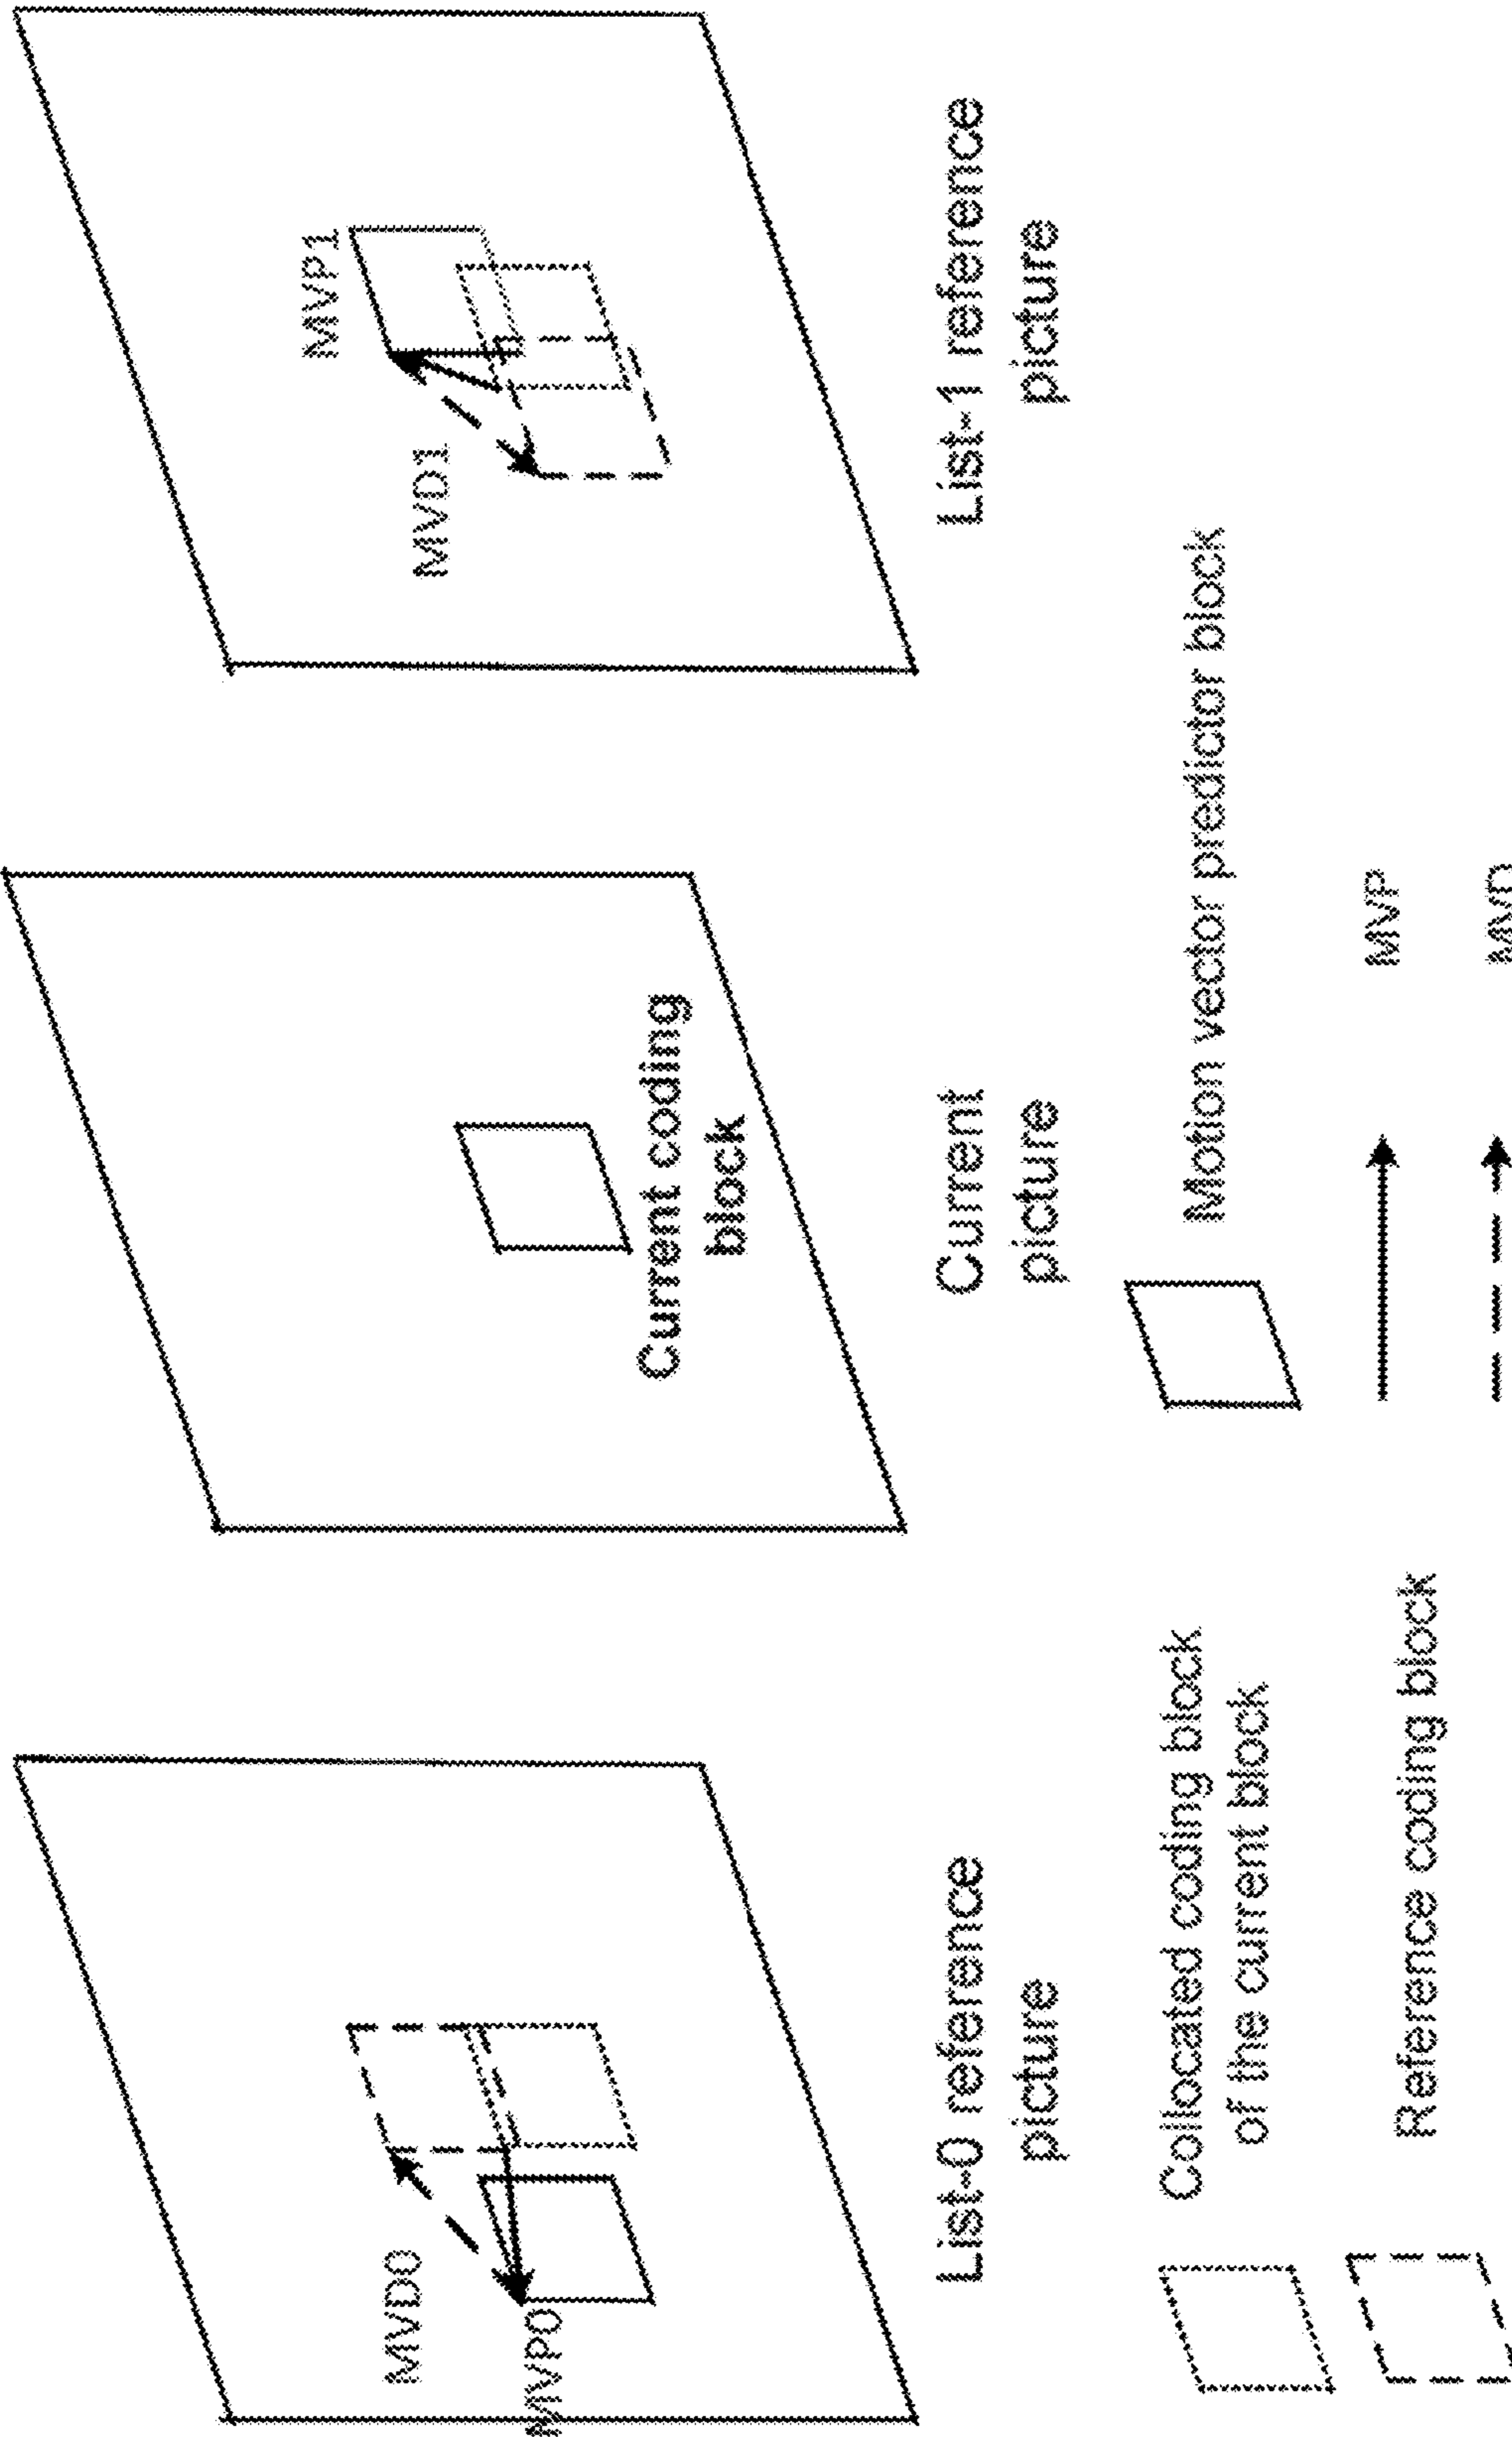 MVD0
MVP0
Current coding
block
MVP1
MVD1
List-0 reference
picture
Current
picture
List-1 reference
picture
Collocated coding block
of the current block
Motion vector predictor block
Reference coding block
MVP
MVD